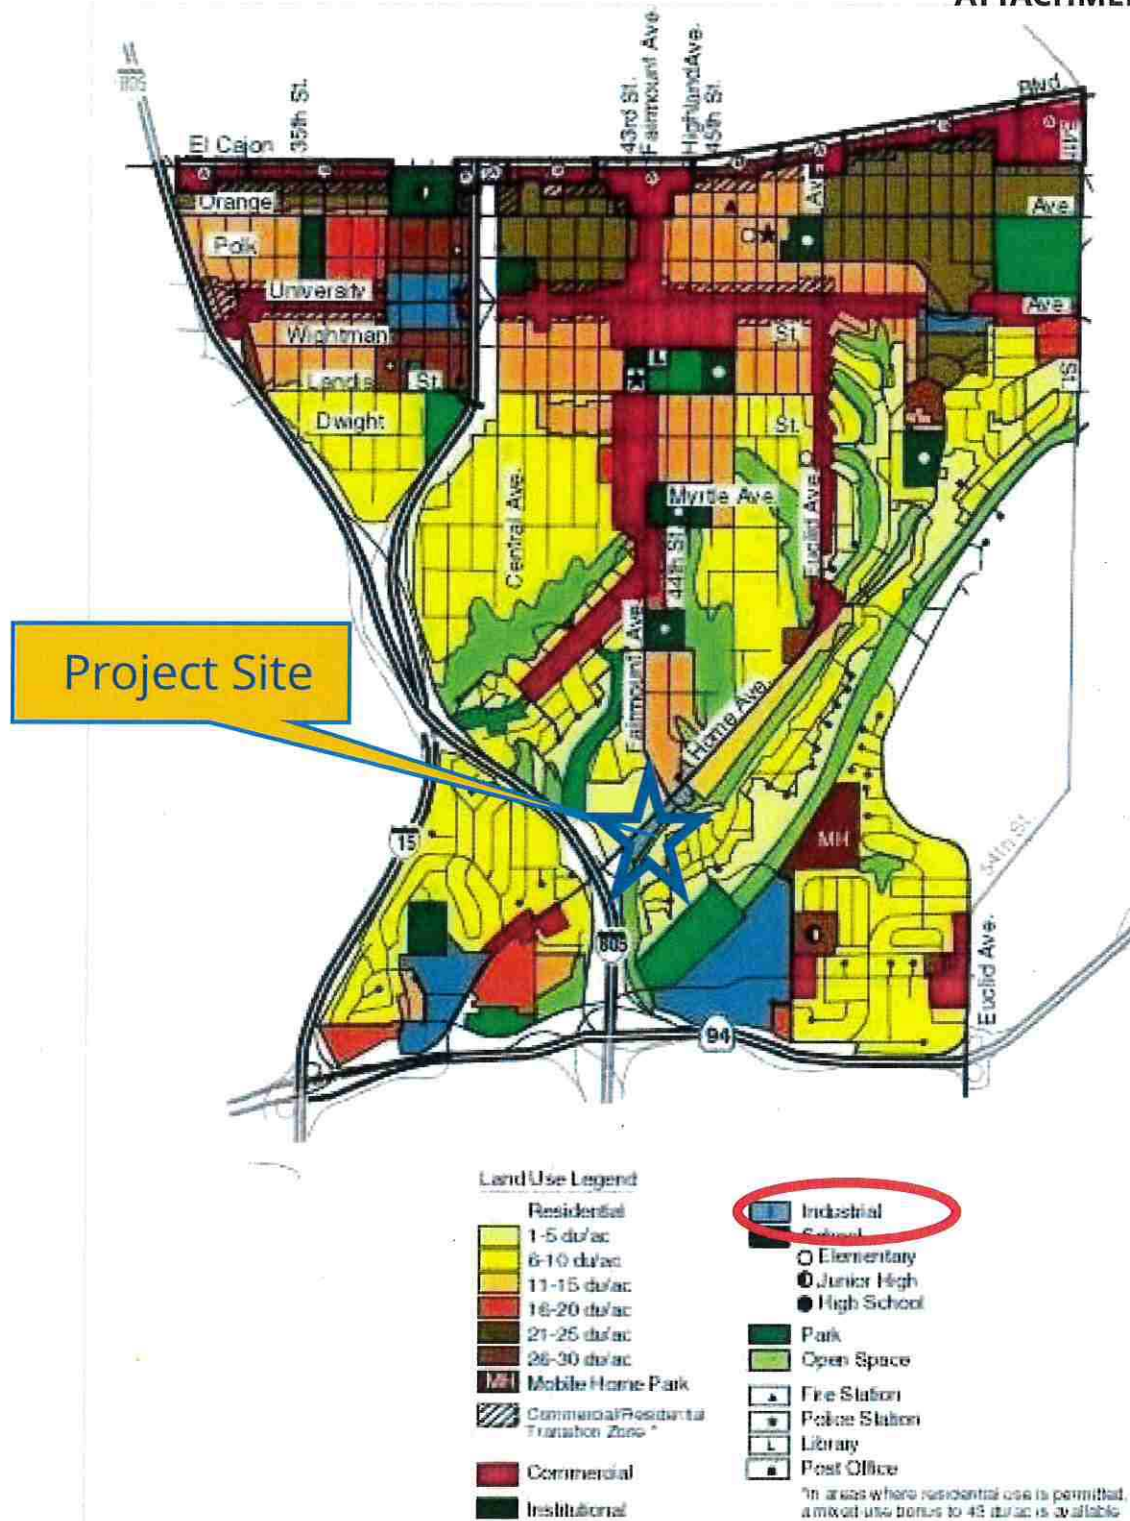 ATTACHMEN
805
35th St.
43rd St.
Fairmount Ave.
Highland Ave.
45th St.
Blvd
El Cajon
54th
Orange
Ave.
Ave.
Polk
University
Ave.
Wightman
St.
Landis
St.
St.
Dwight
St.
L
Central Ave.
Myrtle Ave.
Euclid Ave.
44th St.
Fairmount Ave.
Home Ave.
Project Site
15
MH
54th St.
805
Euclid Ave.
94
Land Use Legend
Residential
1-5 du/ac
6-10 du/ac
11-15 du/ac
16-20 du/ac
21-25 du/ac
26-30 du/ac
MH Mobile Home Park
Commercial/Residential
Transition Zone *
Commercial
Institutional
Industrial
School
Elementary
Junior High
High School
Park
Open Space
Fire Station
Police Station
L Library
Post Office
*In areas where residential use is permitted,
a mixed-use bonus to 43 du/ac is available